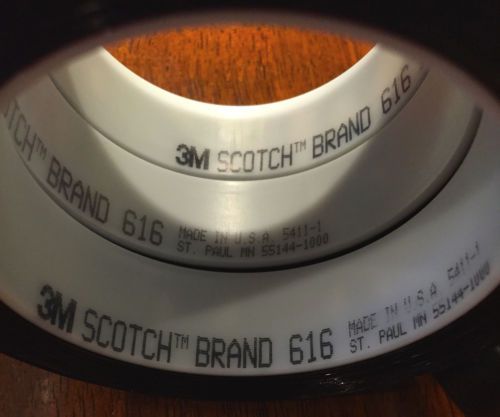 3M SCOTCH™ BRAND 616
TCH™ BRAND 616
MADE IN U.S.A. 5411-1
ST. PAUL MN 55144-1000
3M SCOTCH™ BRAND 616
MADE IN U.S.A. 5411-1
ST. PAUL MN 55144-1000